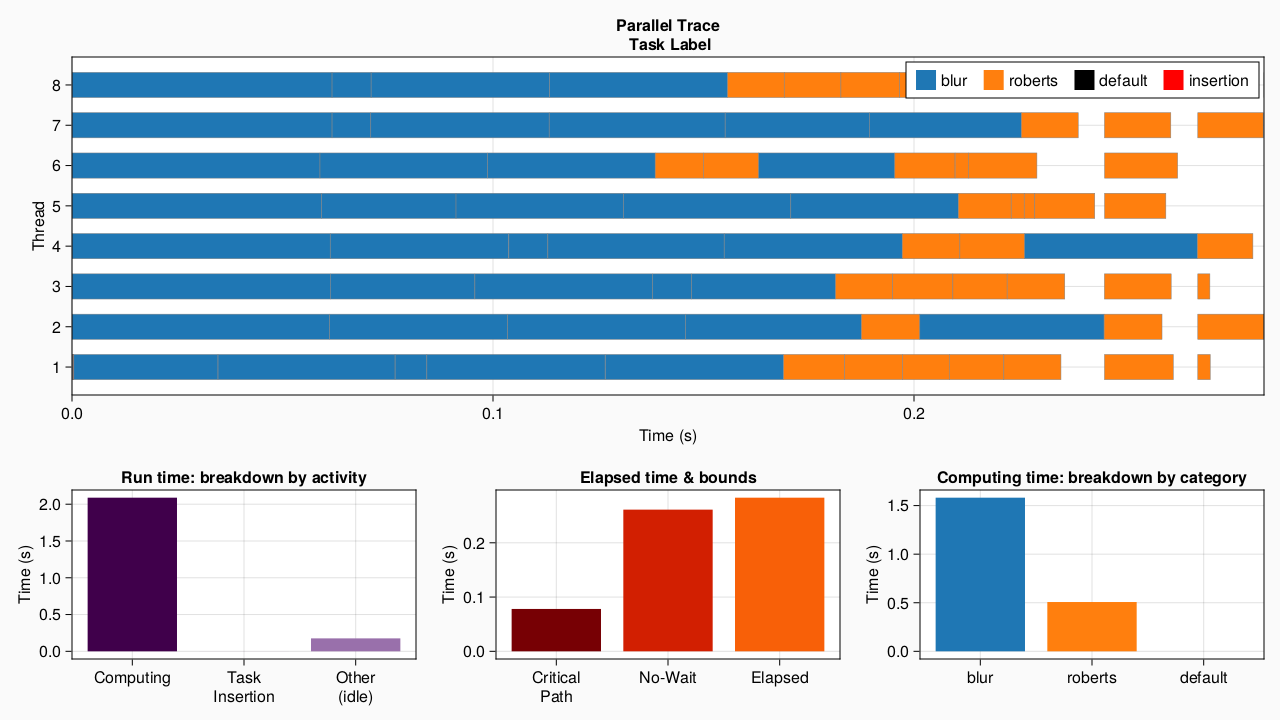 Parallel Trace
Task Label
blur
roberts
default
insertion
Thread
8
7
6
5
4
3
2
1
0.0
0.1
0.2
Time (s)
Run time: breakdown by activity
Time (s)
2.0
1.5
1.0
0.5
0.0
Computing
Task
Insertion
Other
(idle)
Elapsed time & bounds
Time (s)
0.2
0.1
0.0
Critical
Path
No-Wait
Elapsed
Computing time: breakdown by category
Time (s)
1.5
1.0
0.5
0.0
blur
roberts
default